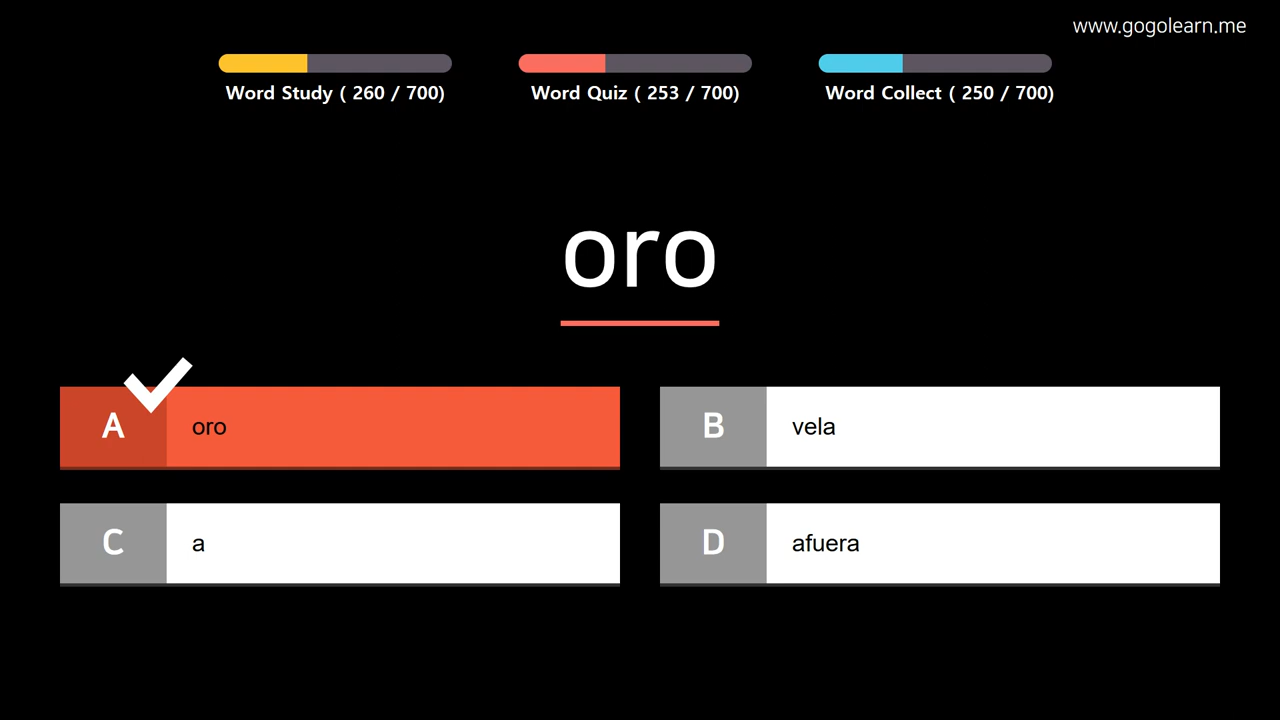 www.gogolearn.me
Word Study ( 260 / 700)
Word Quiz ( 253 / 700)
Word Collect ( 250 / 700)
oro
A
oro
B
vela
C
a
D
afuera